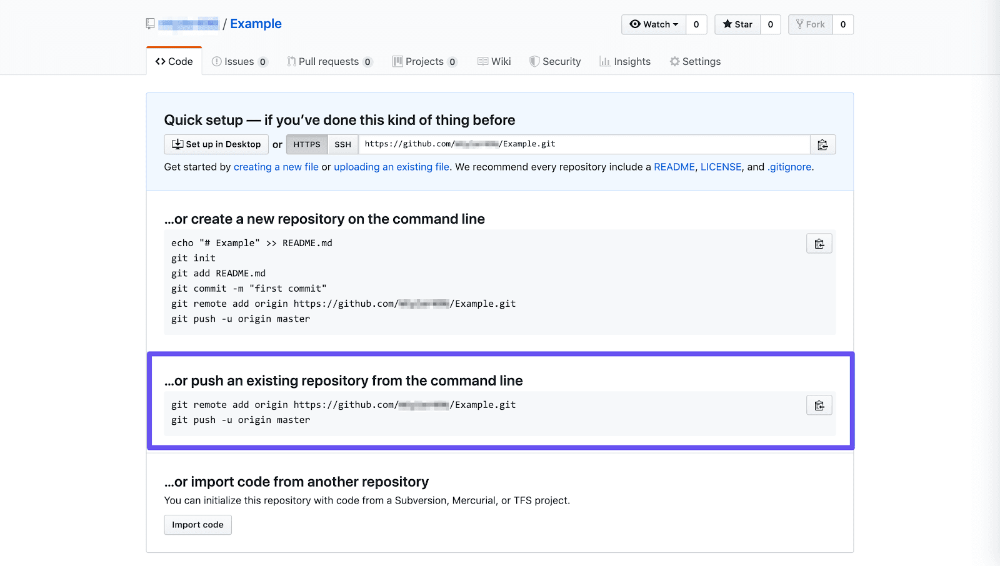 / Example
Watch 0 Star 0 Fork 0
Code Issues 0 Pull requests 0 Projects 0 Wiki Security Insights Settings
Quick setup — if you’ve done this kind of thing before
Set up in Desktop or HTTPS SSH https://github.com/ /Example.git
Get started by creating a new file or uploading an existing file. We recommend every repository include a README, LICENSE, and .gitignore.
…or create a new repository on the command line
echo "# Example" >> README.md
git init
git add README.md
git commit -m "first commit"
git remote add origin https://github.com/ /Example.git
git push -u origin master
…or push an existing repository from the command line
git remote add origin https://github.com/ /Example.git
git push -u origin master
…or import code from another repository
You can initialize this repository with code from a Subversion, Mercurial, or TFS project.
Import code